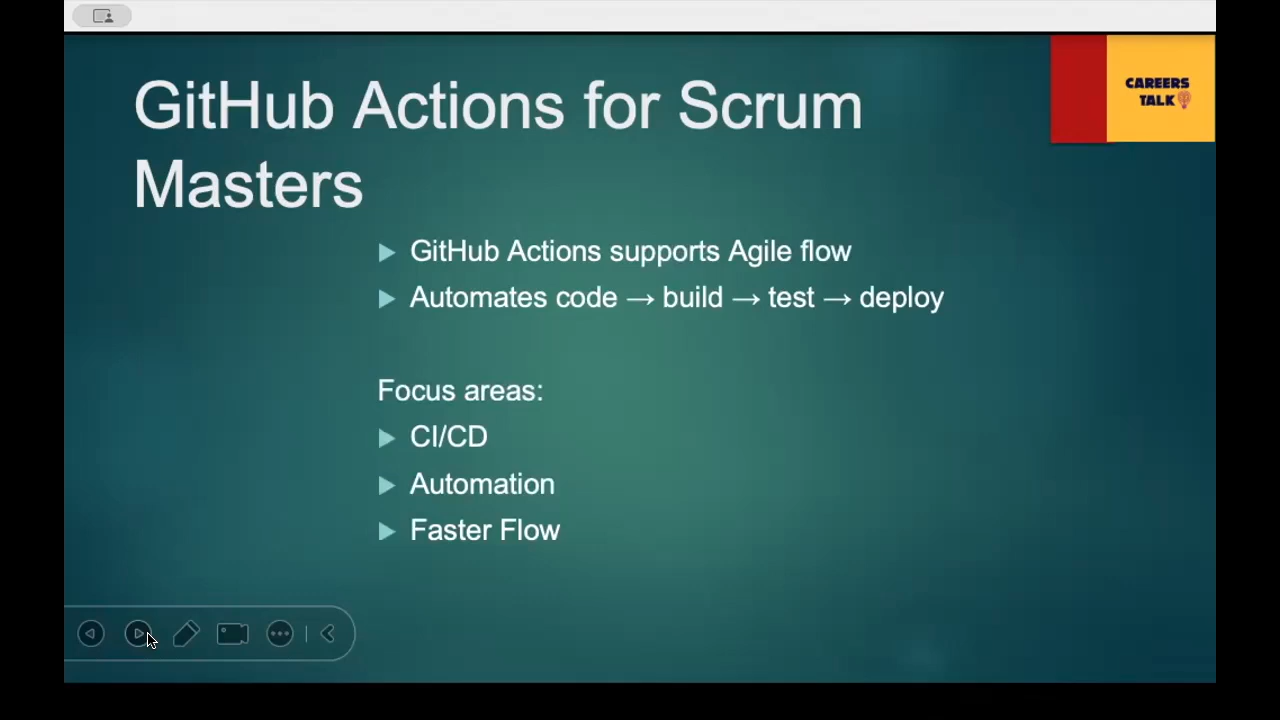 CAREERS
TALK
GitHub Actions for Scrum
Masters
GitHub Actions supports Agile flow
Automates code → build → test → deploy
Focus areas:
CI/CD
Automation
Faster Flow